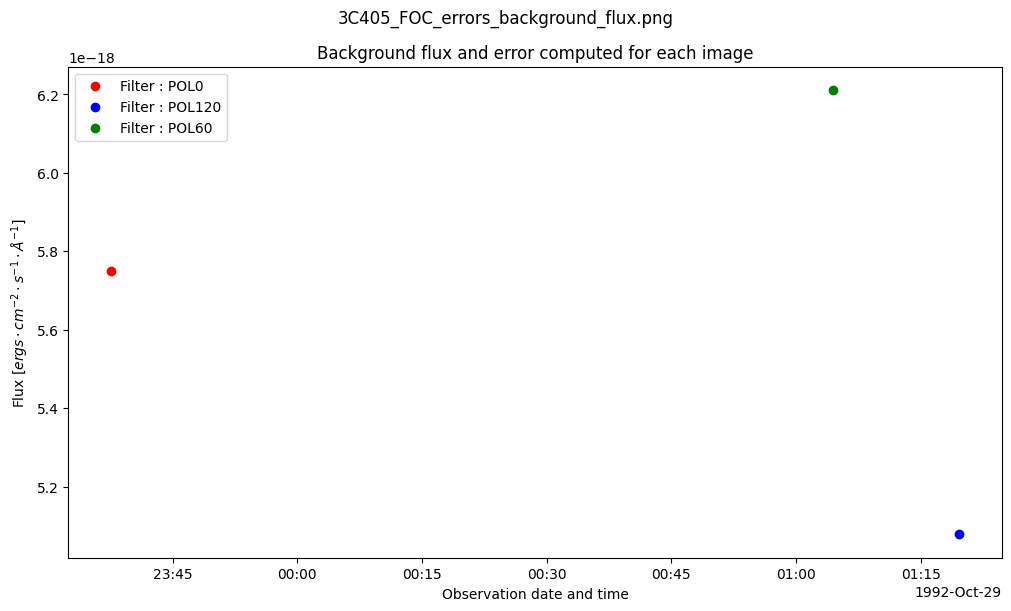 3C405_FOC_errors_background_flux.png
Background flux and error computed for each image
1e−18
Filter : POL0
Filter : POL120
Filter : POL60
6.2
6.0
5.8
5.6
5.4
5.2
Flux [ergs · cm⁻² · s⁻¹ · Å⁻¹]
23:45
00:00
00:15
00:30
00:45
01:00
01:15
1992-Oct-29
Observation date and time